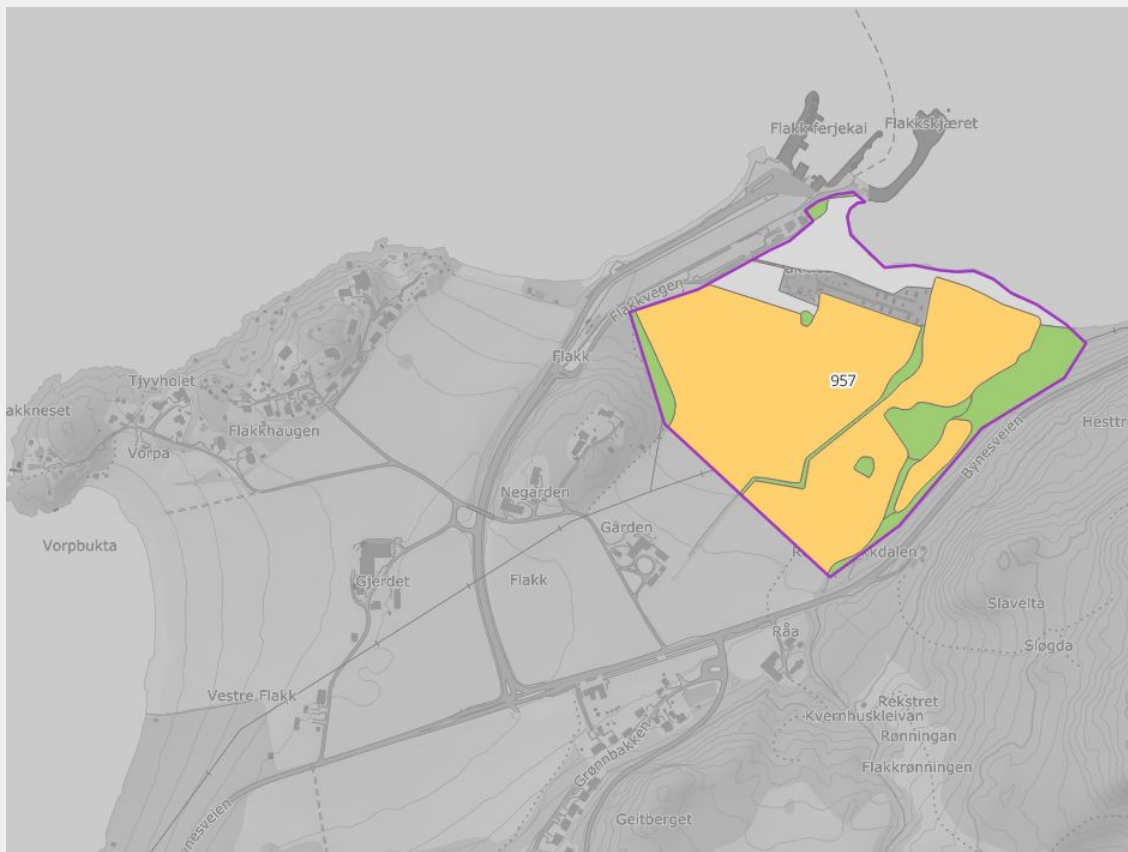 Flakk ferjekai
Flakkskjæret
Flakkvegen
Flakk
957
Tjyvholet
akkneset
Flakkhaugen
Vorpa
Hesttre
Bynesveien
Negarden
Gården
Vorpbukta
Gjerdet
Flakk
kkdalen
Slavelta
Råa
Sløgda
Vestre Flakk
Rekstret
Kvernhuskleivan
Rønningan
Grønnbakken
Flakkrønningen
Geitberget
nesveien